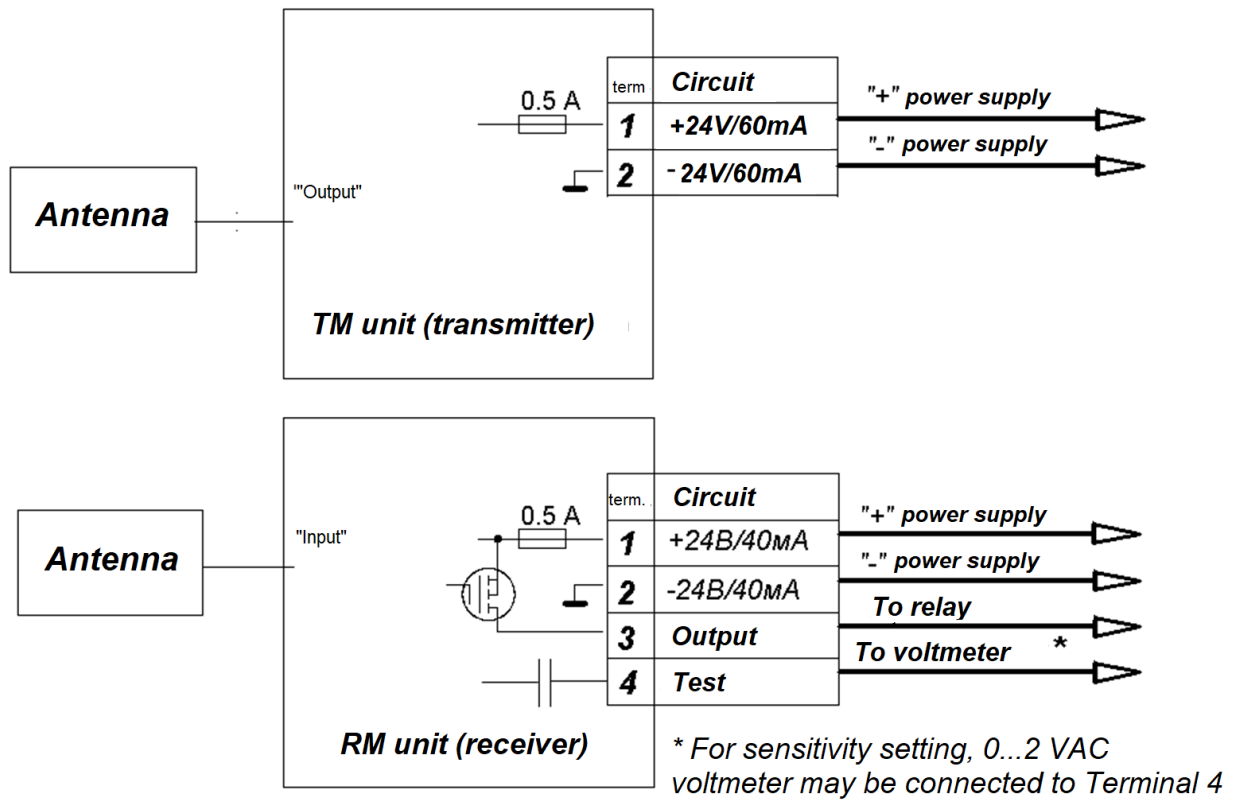 term
Circuit
0.5 A
1
+24V/60mA
"+" power supply
2
-24V/60mA
"-" power supply
"Output"
Antenna
TM unit (transmitter)
term.
Circuit
0.5 A
1
+24В/40мА
"+" power supply
"Input"
Antenna
2
-24В/40мА
"-" power supply
3
Output
To relay
4
Test
To voltmeter *
RM unit (receiver)
* For sensitivity setting, 0...2 VAC
voltmeter may be connected to Terminal 4